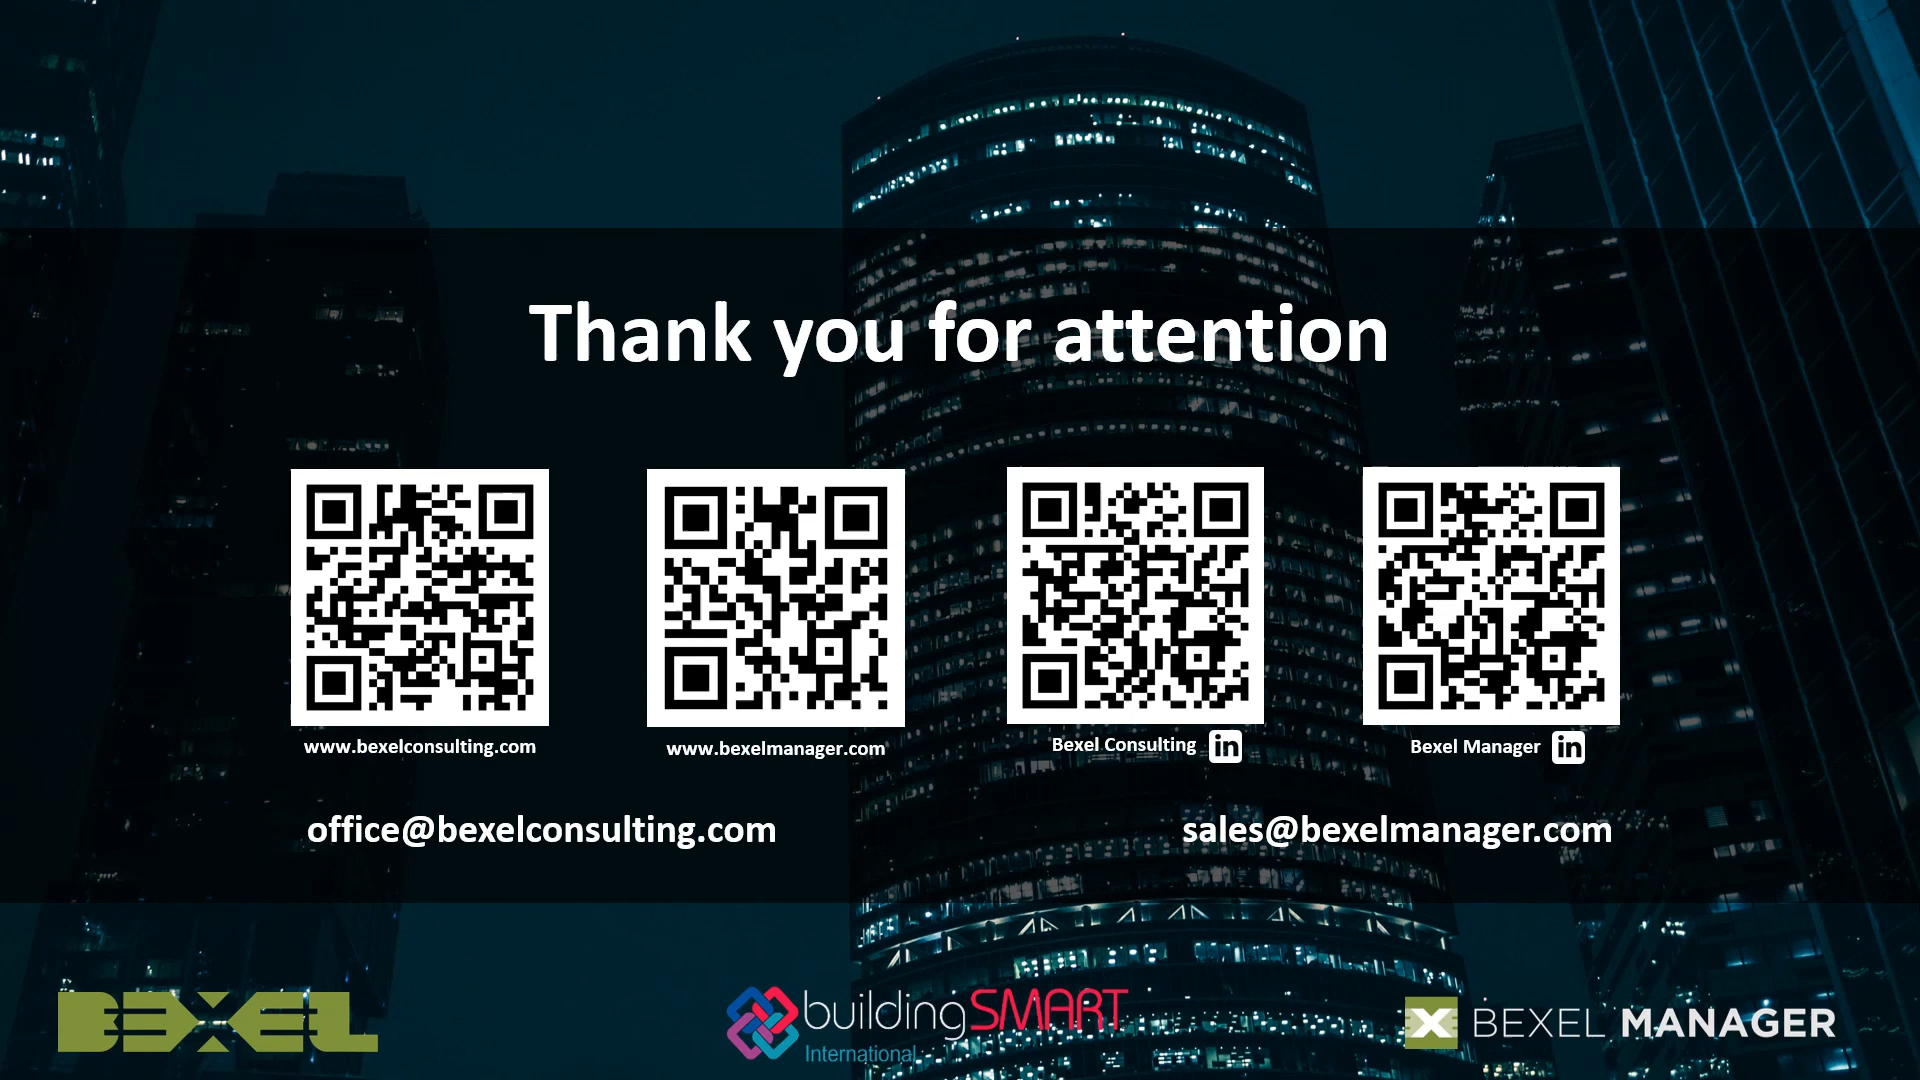 Thank you for attention
www.bexelconsulting.com
www.bexelmanager.com
Bexel Consulting in
Bexel Manager in
office@bexelconsulting.com
sales@bexelmanager.com
BEXEL
buildingSMART
International
X BEXEL MANAGER